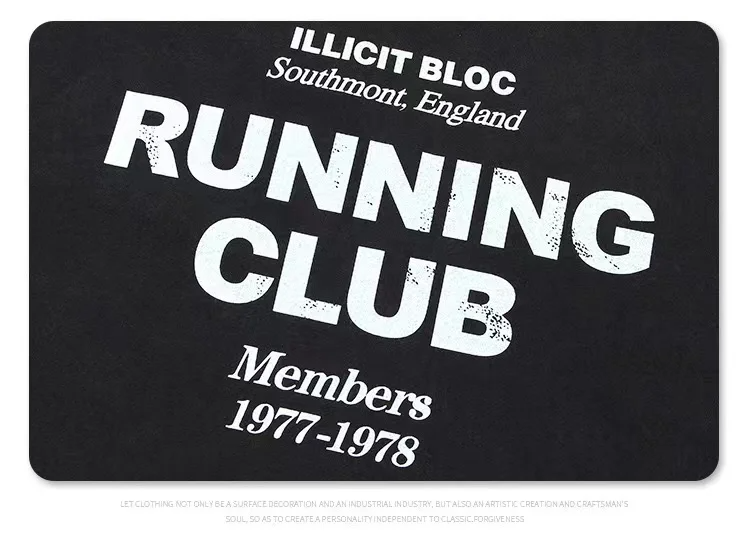 ILLICIT BLOC
Southmont, England
RUNNING
CLUB
Members
1977-1978
LET CLOTHING NOT ONLY BE A SURFACE DECORATION AND AN INDUSTRIAL INDUSTRY, BUT ALSO AN ARTISTIC CREATION AND CRAFTSMAN'S
SOUL, SO AS TO CREATE A PERSONALITY INDEPENDENT TO CLASSIC,FORGIVENESS